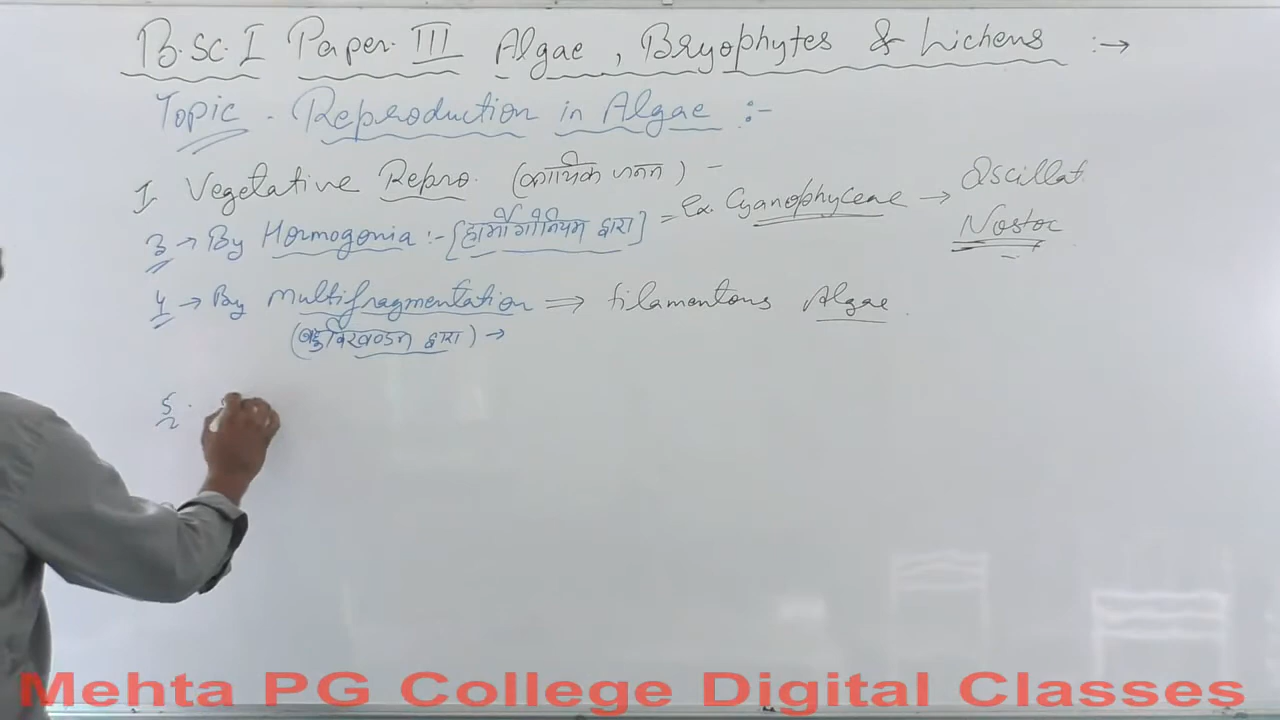 B.Sc. I Paper. III Algae, Bryophytes & Lichens :→
Topic - Reproduction in Algae :-
I Vegetative Repro. (कायिक जनन) -
3 → By Hormogonia :- [हार्मोगोनियम द्वारा] = Ex. Cyanophyceae → Oscillat
Nostoc
4 → By multifragmentation ⇒ filamentous Algae.
(बहुविखण्डन द्वारा) →
5.
Mehta PG College Digital Classes